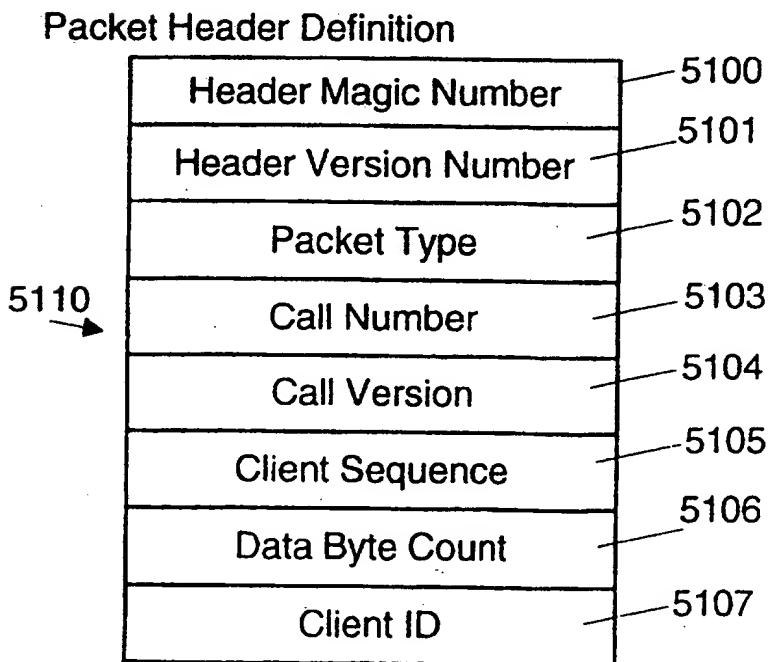 Packet Header Definition
Header Magic Number 5100
Header Version Number 5101
Packet Type 5102
5110
Call Number 5103
Call Version 5104
Client Sequence 5105
Data Byte Count 5106
Client ID 5107